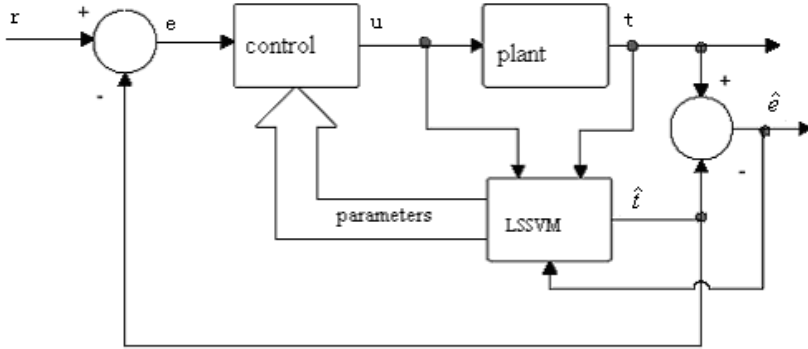 r
+
e
control
u
plant
t
+
ê
-
-
parameters
LSSVM
t̂